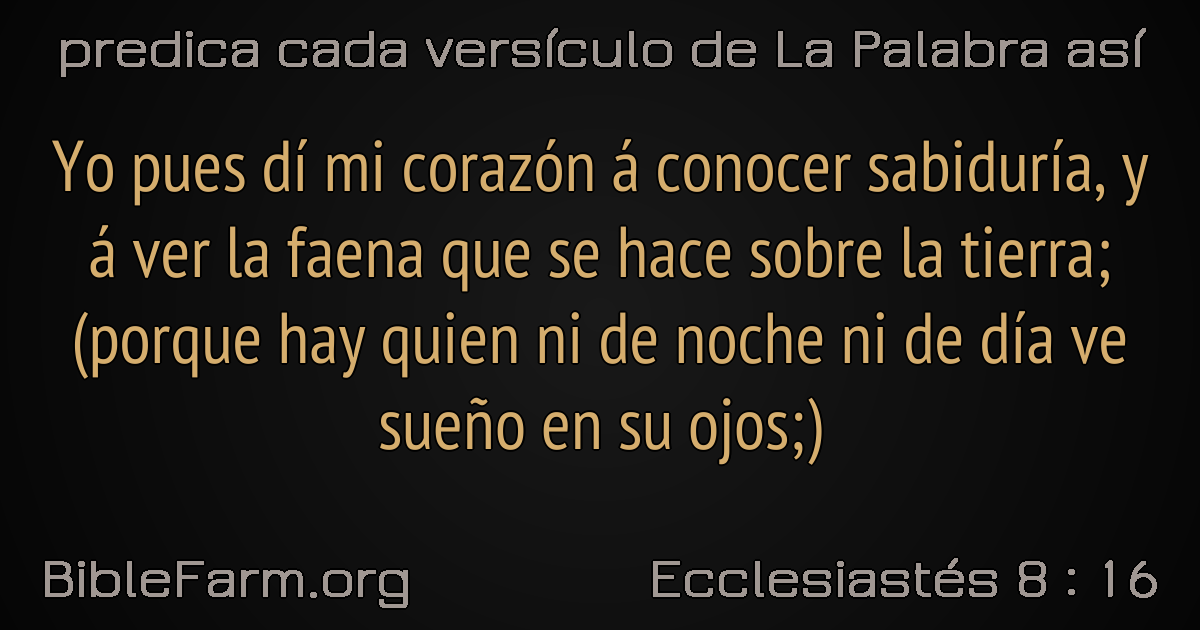 predica cada versículo de La Palabra así
Yo pues dí mi corazón á conocer sabiduría, y
á ver la faena que se hace sobre la tierra;
(porque hay quien ni de noche ni de día ve
sueño en su ojos;)
BibleFarm.org
Ecclesiastés 8 : 16